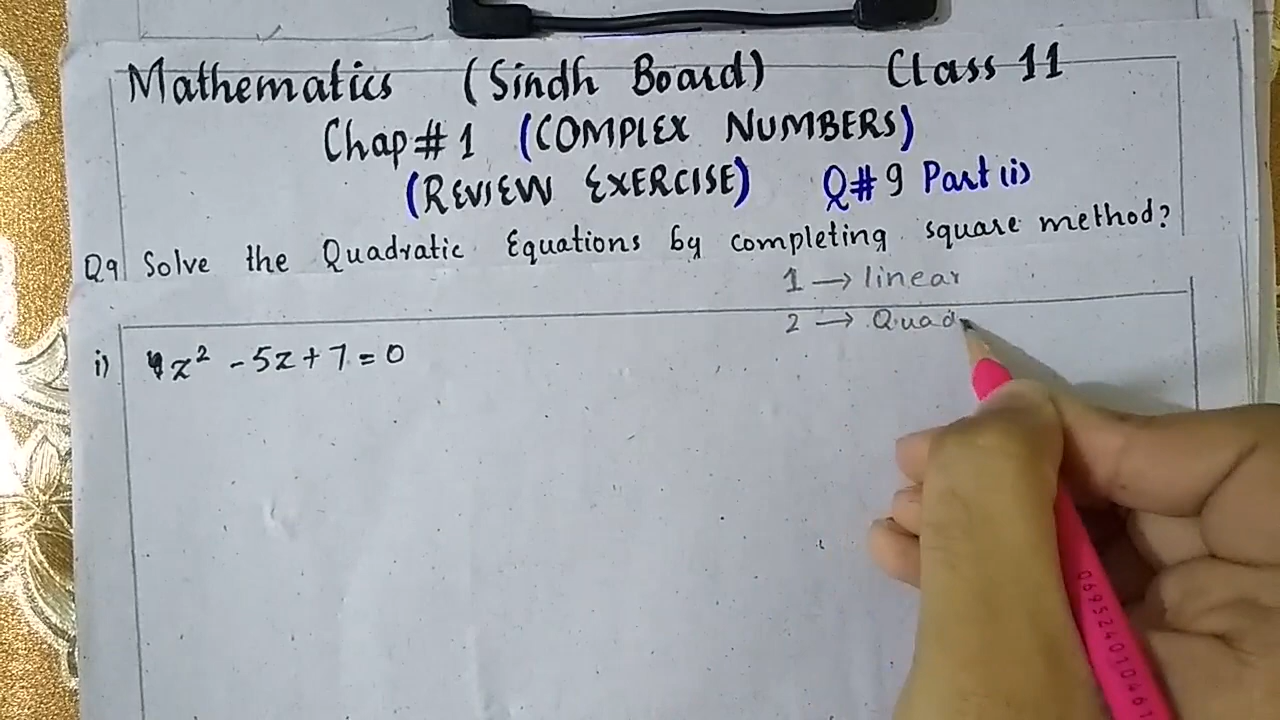 Mathematics (Sindh Board) Class 11
Chap# 1 (COMPLEX NUMBERS)
(REVIEW EXERCISE) Q# 9 Part (i)
Q9 Solve the Quadratic Equations by completing square method?
1 → linear
2 → Quad
i) 4z² - 5z + 7 = 0
069524010461